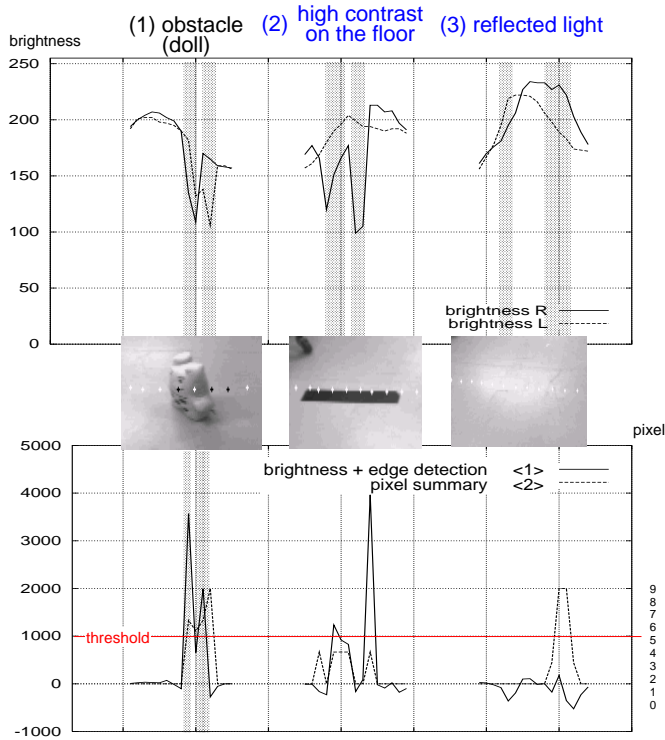 (1) obstacle
(doll)
(2) high contrast
on the floor
(3) reflected light
brightness
250
200
150
100
50
0
brightness R
brightness L
pixel
5000
4000
3000
2000
1000
0
-1000
brightness + edge detection <1>
pixel summary <2>
threshold
9
8
7
6
5
4
3
2
1
0